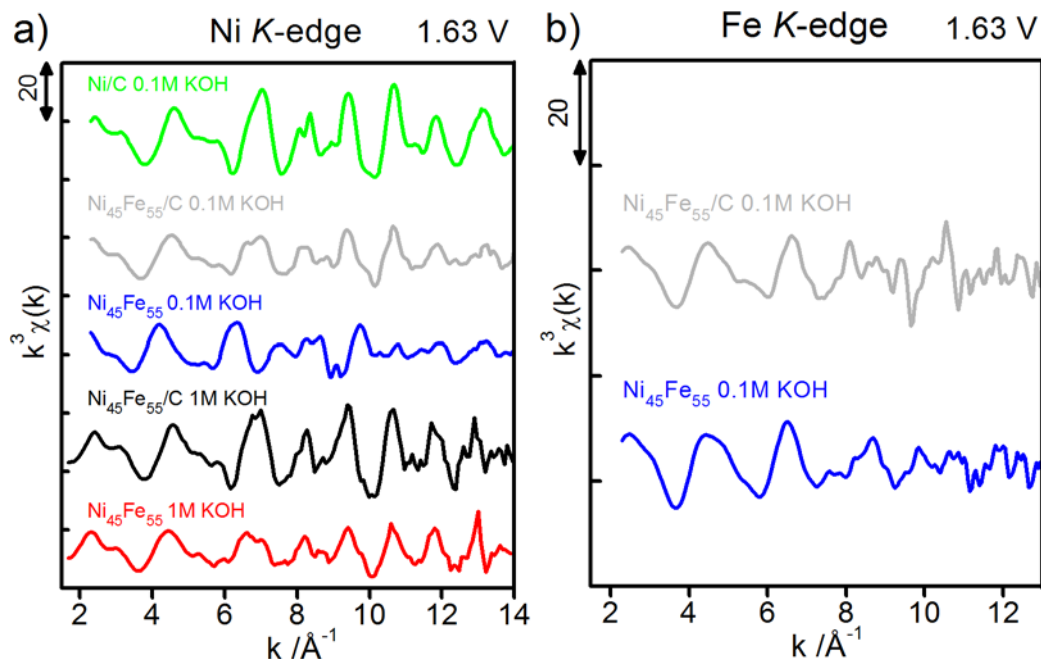 a) Ni K-edge 1.63 V
20
Ni/C 0.1M KOH
Ni₄₅Fe₅₅/C 0.1M KOH
Ni₄₅Fe₅₅ 0.1M KOH
Ni₄₅Fe₅₅/C 1M KOH
Ni₄₅Fe₅₅ 1M KOH
k³χ(k)
2 4 6 8 10 12 14
k /Å⁻¹
b) Fe K-edge 1.63 V
20
Ni₄₅Fe₅₅/C 0.1M KOH
Ni₄₅Fe₅₅ 0.1M KOH
k³χ(k)
2 4 6 8 10 12
k /Å⁻¹